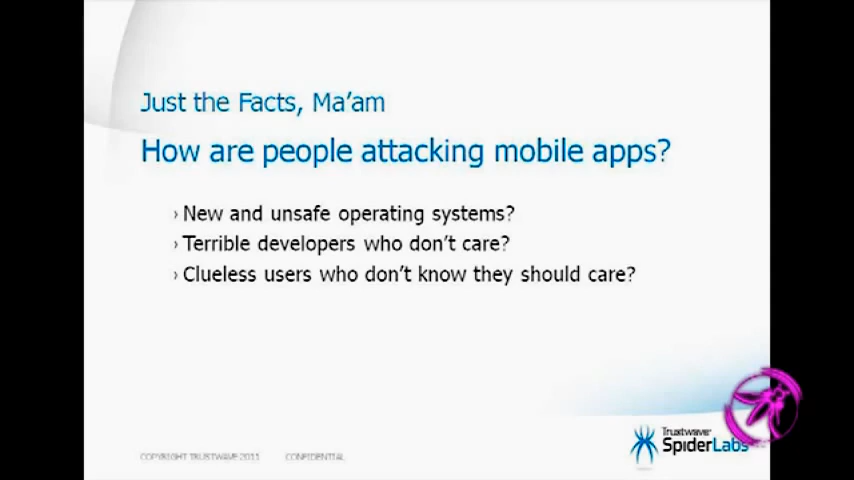 Just the Facts, Ma'am
How are people attacking mobile apps?
› New and unsafe operating systems?
› Terrible developers who don't care?
› Clueless users who don't know they should care?
Trustwave®
SpiderLabs
COPYRIGHT TRUSTWAVE 2011 CONFIDENTIAL